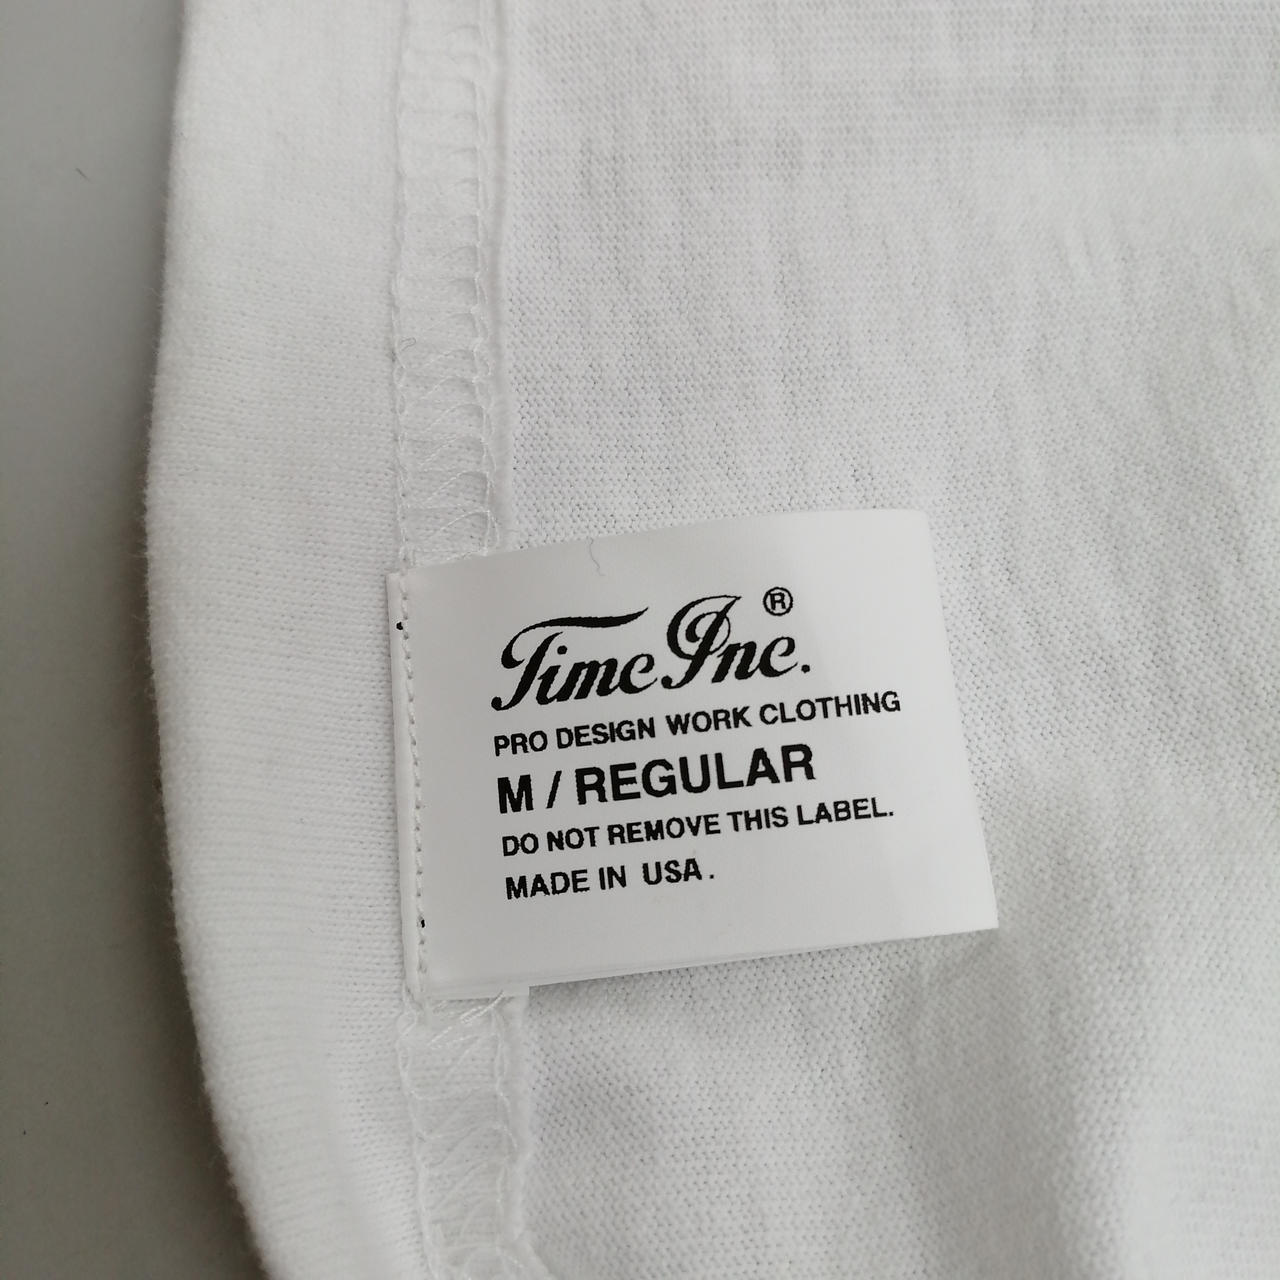 Time Inc.®
PRO DESIGN WORK CLOTHING
M / REGULAR
DO NOT REMOVE THIS LABEL.
MADE IN USA.